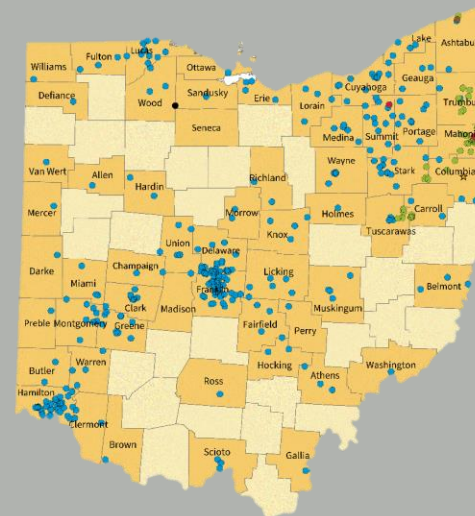 Lake
Ashtabu
Williams
Fulton
Lucas
Ottawa
Cuyahoga
Geauga
Defiance
Wood
Sandusky
Erie
Lorain
Trumbu
Seneca
Medina
Summit
Portage
Mahoni
Van Wert
Allen
Hardin
Richland
Wayne
Stark
Columbia
Mercer
Morrow
Holmes
Carroll
Union
Delaware
Knox
Tuscarawas
Darke
Miami
Champaign
Licking
Clark
Franklin
Belmont
Preble
Montgomery
Greene
Madison
Muskingum
Fairfield
Perry
Butler
Warren
Hocking
Athens
Washington
Hamilton
Ross
Clermont
Brown
Scioto
Gallia